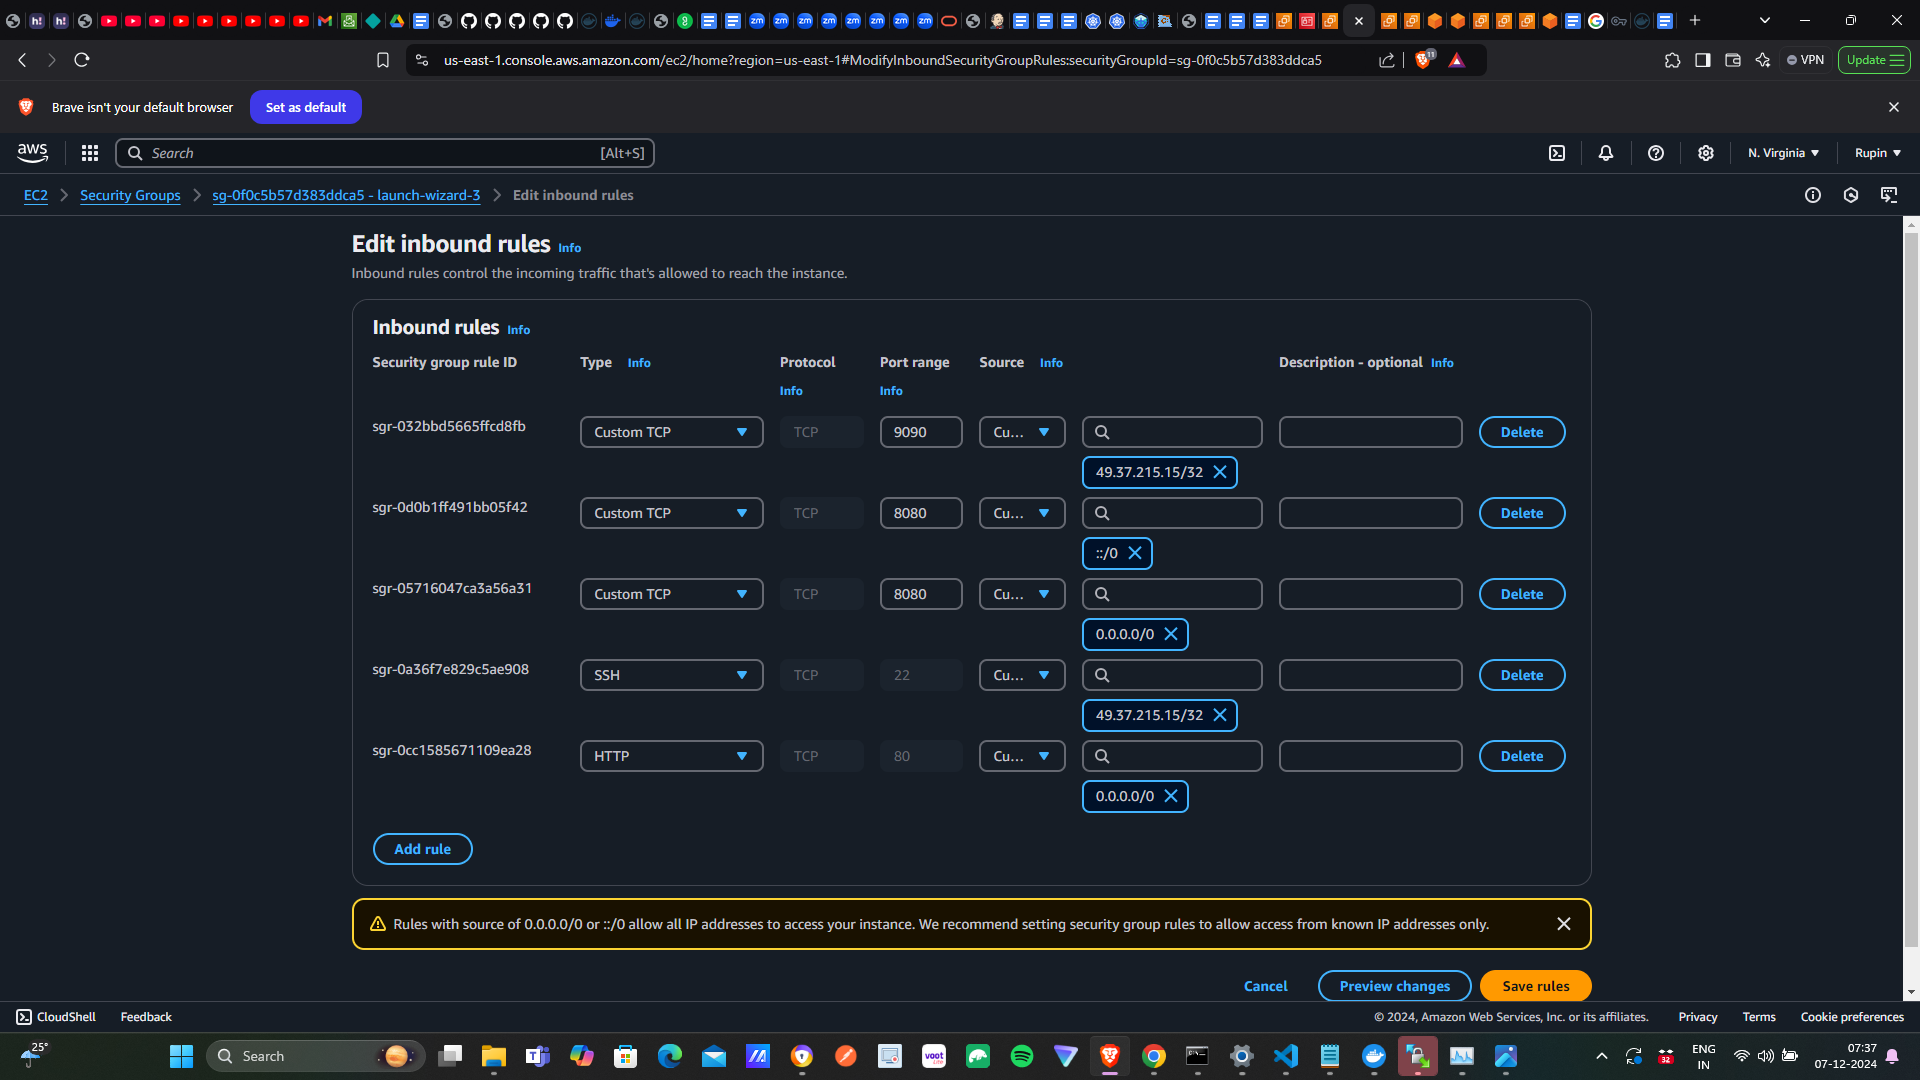 us-east-1.console.aws.amazon.com/ec2/home?region=us-east-1#ModifyInboundSecurityGroupRules:securityGroupId=sg-0f0c5b57d383ddca5
11
VPN
Update
Brave isn't your default browser
Set as default
aws
Search
[Alt+S]
N. Virginia
Rupin
EC2
Security Groups
sg-0f0c5b57d383ddca5 - launch-wizard-3
Edit inbound rules
Edit inbound rules Info
Inbound rules control the incoming traffic that's allowed to reach the instance.
Inbound rules Info
Security group rule ID
Type Info
Protocol
Info
Port range
Info
Source Info
Description - optional Info
sgr-032bbd5665ffcd8fb
Custom TCP
TCP
9090
Cu...
Delete
49.37.215.15/32
sgr-0d0b1ff491bb05f42
Custom TCP
TCP
8080
Cu...
Delete
::/0
sgr-05716047ca3a56a31
Custom TCP
TCP
8080
Cu...
Delete
0.0.0.0/0
sgr-0a36f7e829c5ae908
SSH
TCP
22
Cu...
Delete
49.37.215.15/32
sgr-0cc1585671109ea28
HTTP
TCP
80
Cu...
Delete
0.0.0.0/0
Add rule
Rules with source of 0.0.0.0/0 or ::/0 allow all IP addresses to access your instance. We recommend setting security group rules to allow access from known IP addresses only.
Cancel
Preview changes
Save rules
CloudShell
Feedback
© 2024, Amazon Web Services, Inc. or its affiliates.
Privacy
Terms
Cookie preferences
25°
Search
voot
32
ENG
IN
07:37
07-12-2024